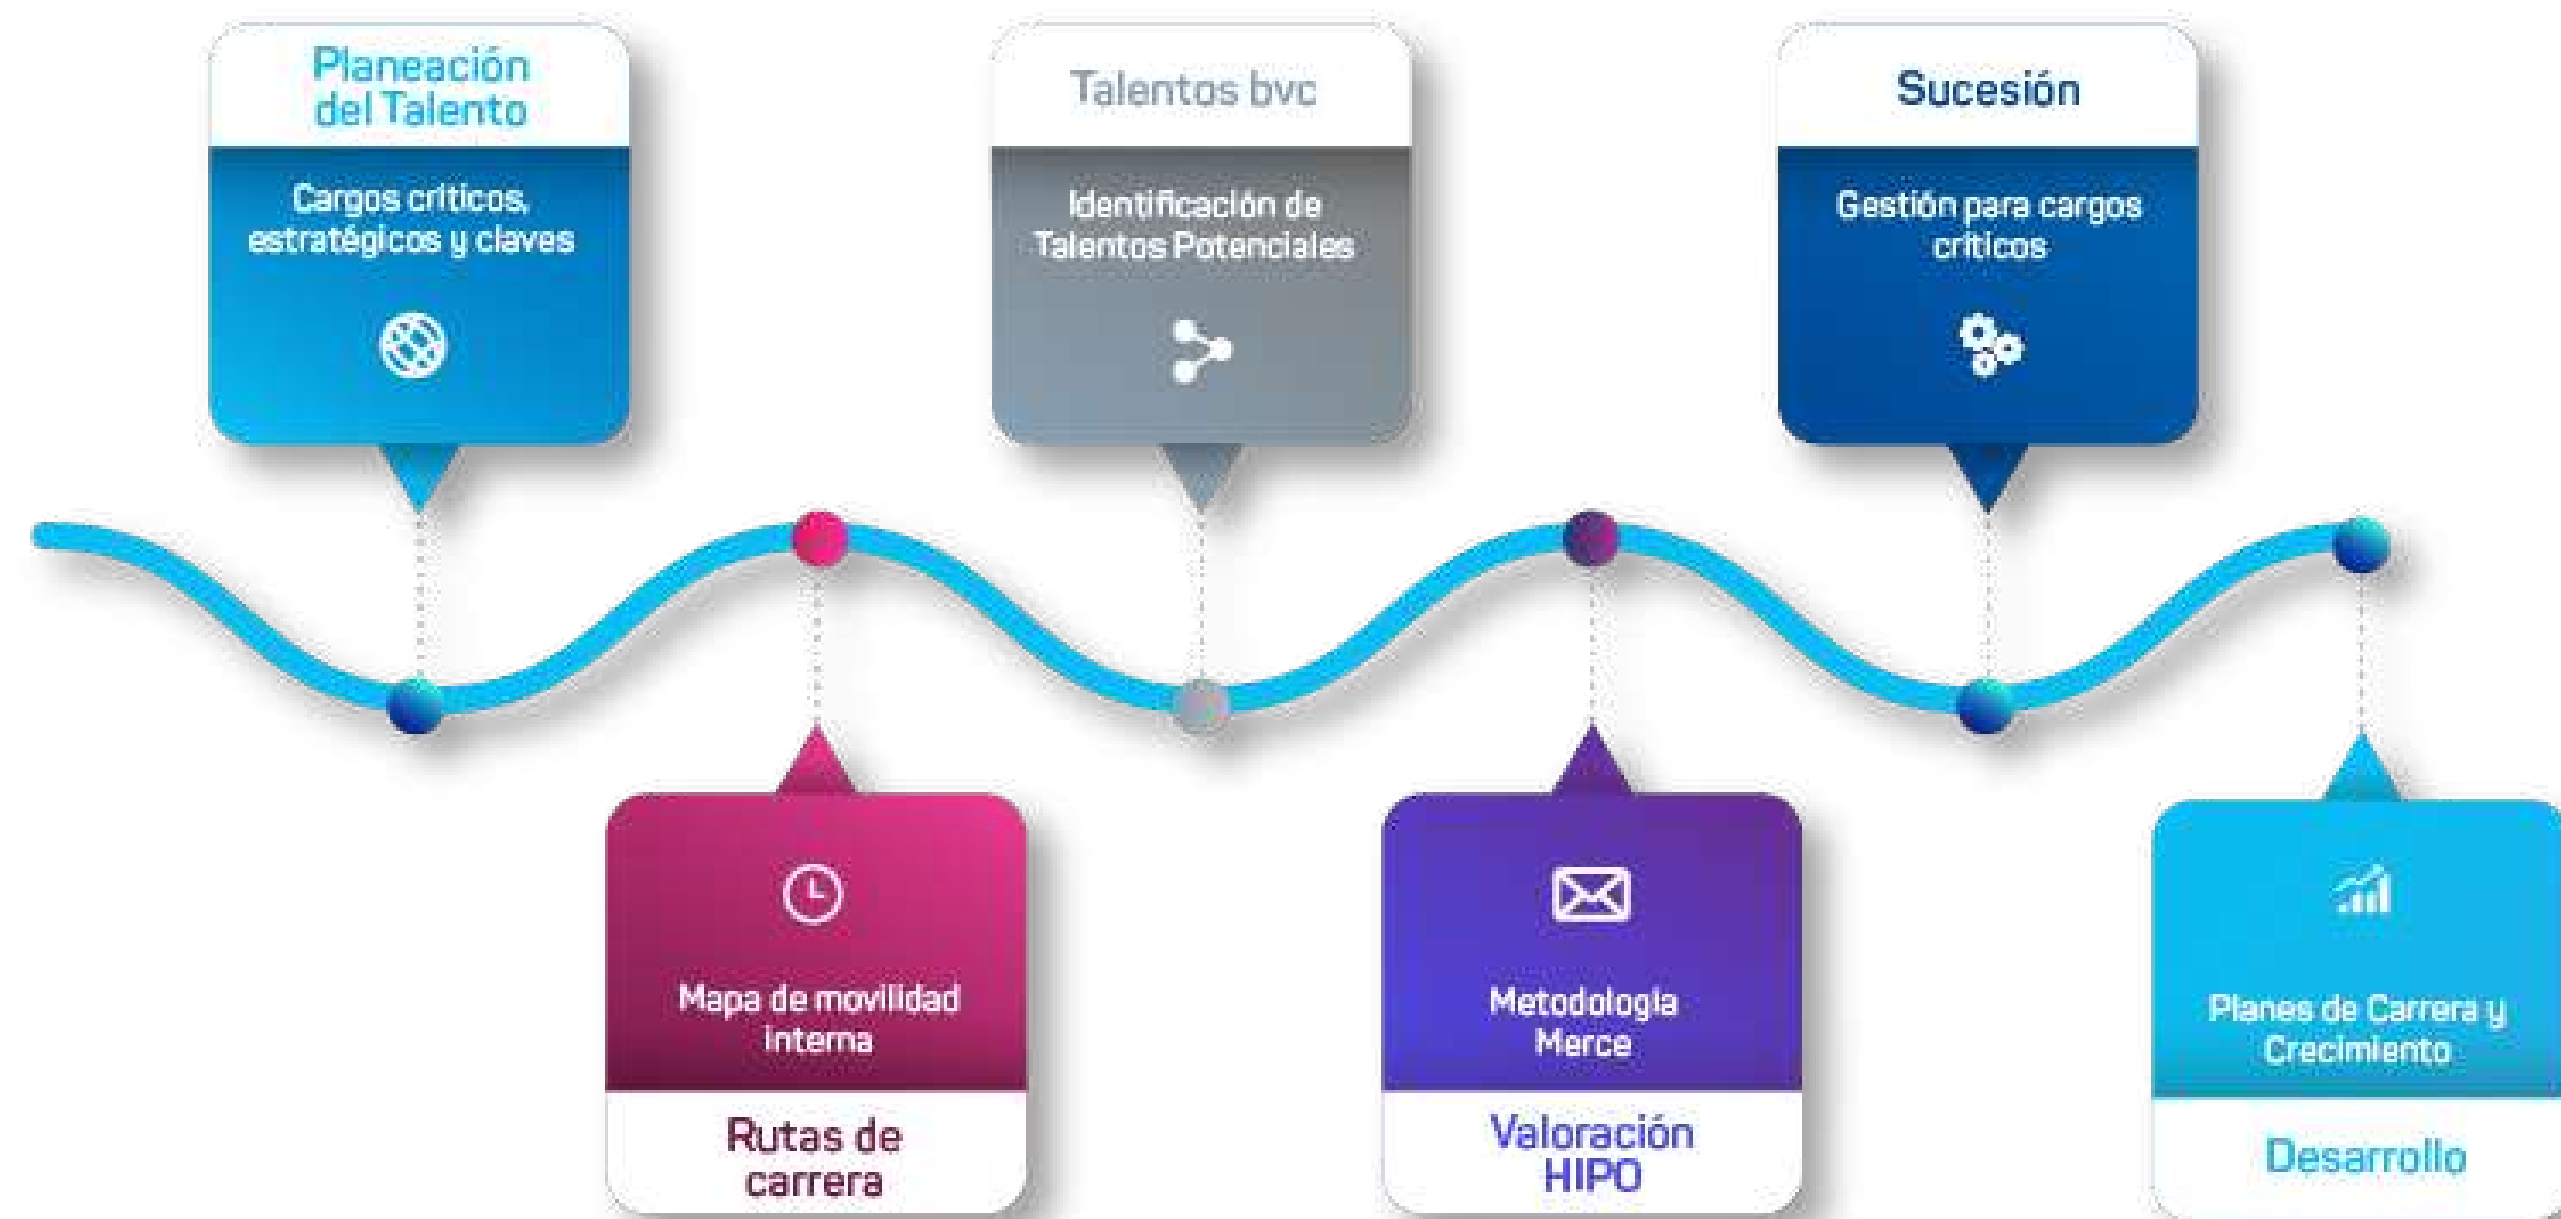 Planeación
del Talento
Cargos críticos,
estratégicos y claves
Talentos bvc
Identificación de
Talentos Potenciales
Sucesión
Gestión para cargos
críticos
Mapa de movilidad
interna
Rutas de
carrera
Metodología
Merce
Valoración
HIPO
Planes de Carrera y
Crecimiento
Desarrollo